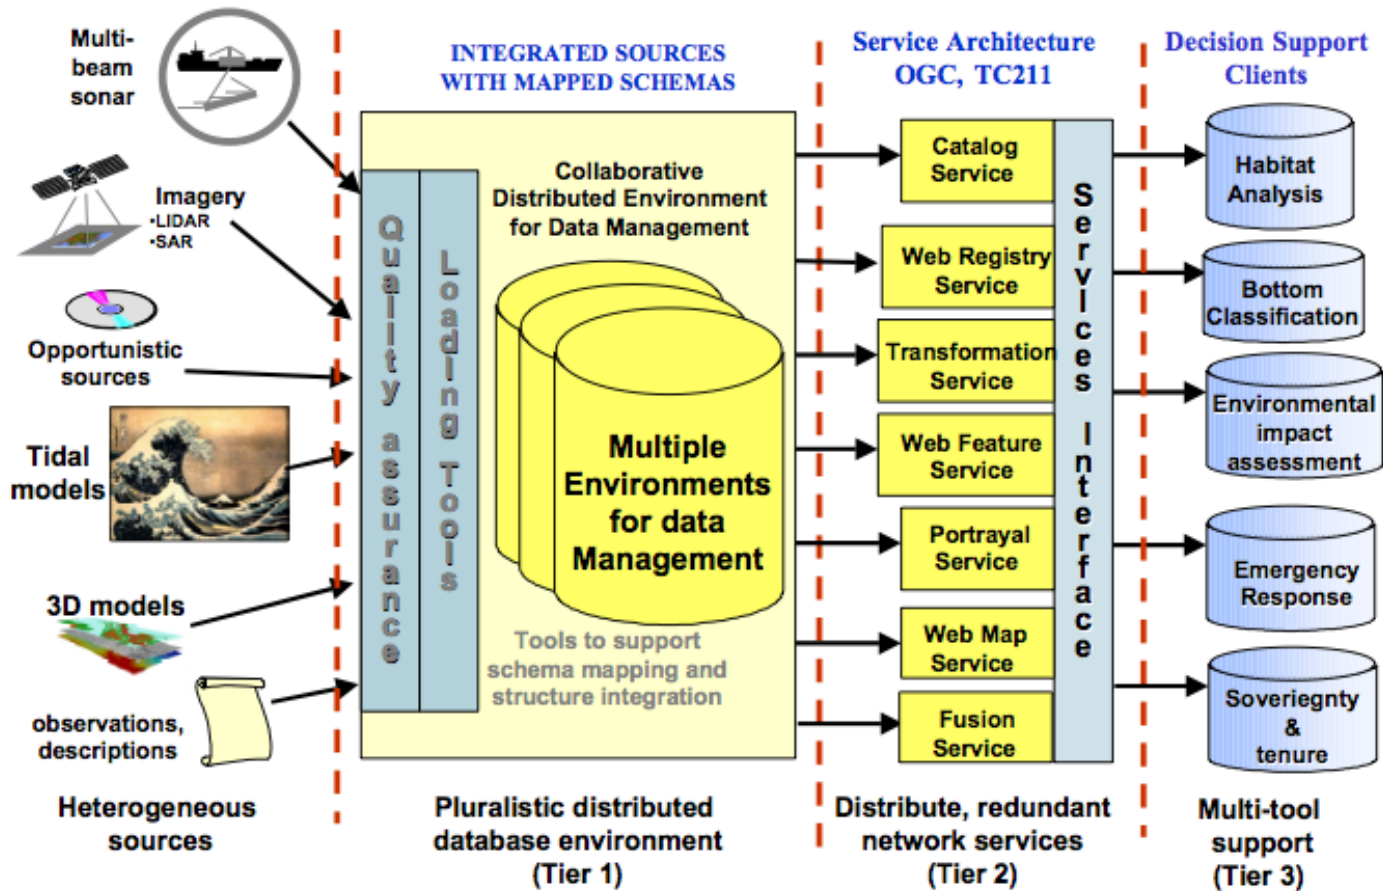 Multi-
beam
sonar
Imagery
•LIDAR
•SAR
Opportunistic
sources
Tidal
models
3D models
observations,
descriptions
Heterogeneous
sources
INTEGRATED SOURCES
WITH MAPPED SCHEMAS
Quality assurance
Loading Tools
Collaborative
Distributed Environment
for Data Management
Multiple
Environments
for data
Management
Tools to support
schema mapping and
structure integration
Pluralistic distributed
database environment
(Tier 1)
Service Architecture
OGC, TC211
Catalog
Service
Web Registry
Service
Transformation
Service
Web Feature
Service
Portrayal
Service
Web Map
Service
Fusion
Service
Services Interface
Distribute, redundant
network services
(Tier 2)
Decision Support
Clients
Habitat
Analysis
Bottom
Classification
Environmental
impact
assessment
Emergency
Response
Soveriegnty
&
tenure
Multi-tool
support
(Tier 3)